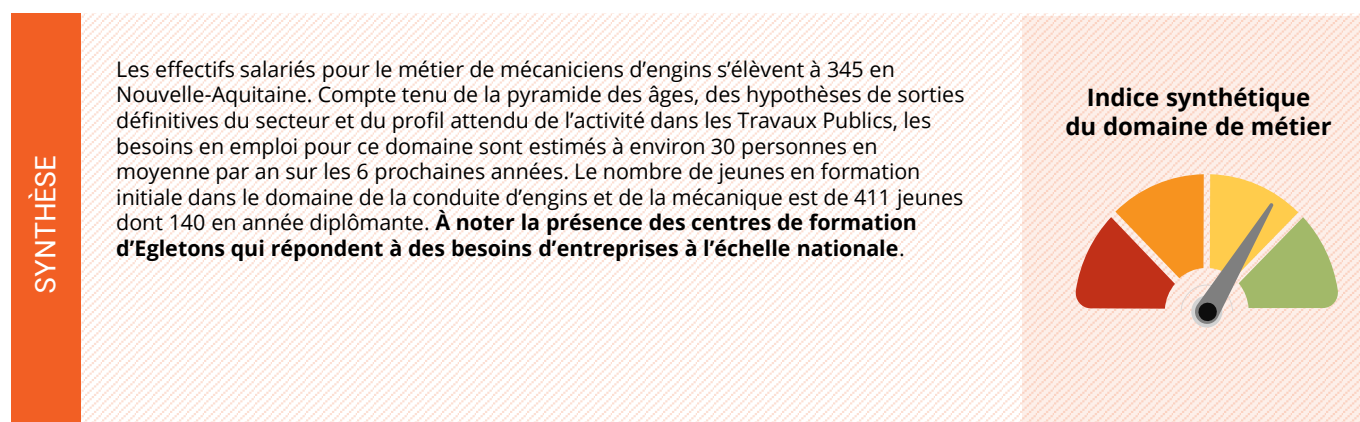 SYNTHÈSE
Les effectifs salariés pour le métier de mécaniciens d’engins s’élèvent à 345 en
Nouvelle-Aquitaine. Compte tenu de la pyramide des âges, des hypothèses de sorties
définitives du secteur et du profil attendu de l’activité dans les Travaux Publics, les
besoins en emploi pour ce domaine sont estimés à environ 30 personnes en
moyenne par an sur les 6 prochaines années. Le nombre de jeunes en formation
initiale dans le domaine de la conduite d’engins et de la mécanique est de 411 jeunes
dont 140 en année diplômante. À noter la présence des centres de formation
d’Egletons qui répondent à des besoins d’entreprises à l’échelle nationale.
Indice synthétique
du domaine de métier